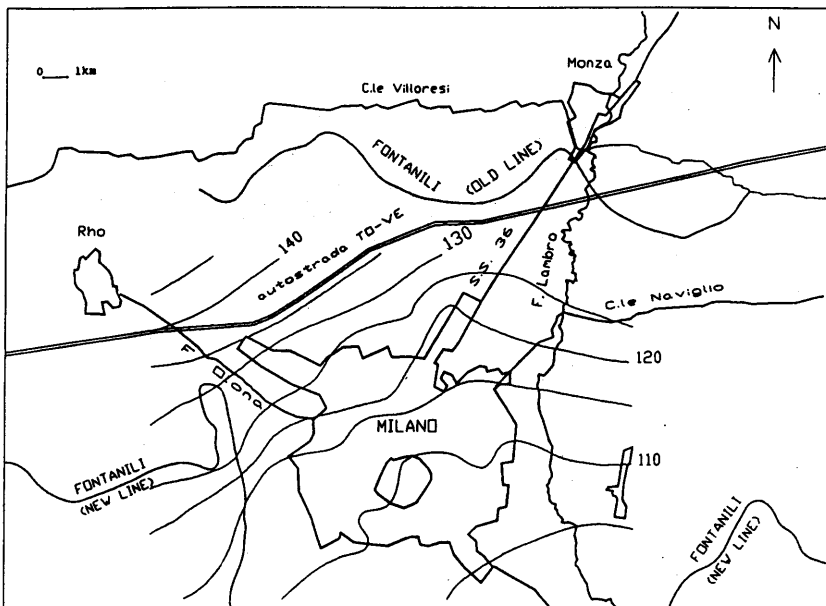 N
Monza
0 1km
C.le Villoresi
FONTANILI (OLD LINE)
Rho
140
130
autostrada TO-VE
S.S. 36
F. Lambro
C.le Naviglio
F. Olona
120
MILANO
110
FONTANILI
(NEW LINE)
FONTANILI
(NEW LINE)